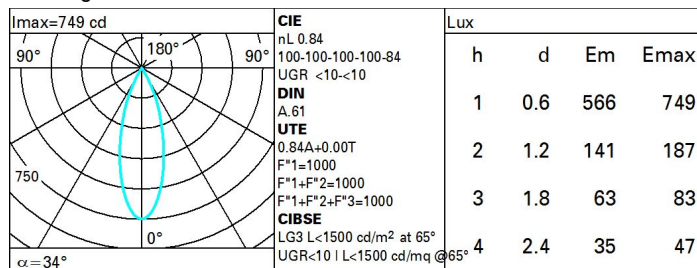 Imax=749 cd
90°
180°
90°
750
0°
α=34°
CIE
nL 0.84
100-100-100-100-84
UGR <10-<10
DIN
A.61
UTE
0.84A+0.00T
F"1=1000
F"1+F"2=1000
F"1+F"2+F"3=1000
CIBSE
LG3 L<1500 cd/m² at 65°
UGR<10 | L<1500 cd/mq @65°
Lux
h d Em Emax
1 0.6 566 749
2 1.2 141 187
3 1.8 63 83
4 2.4 35 47